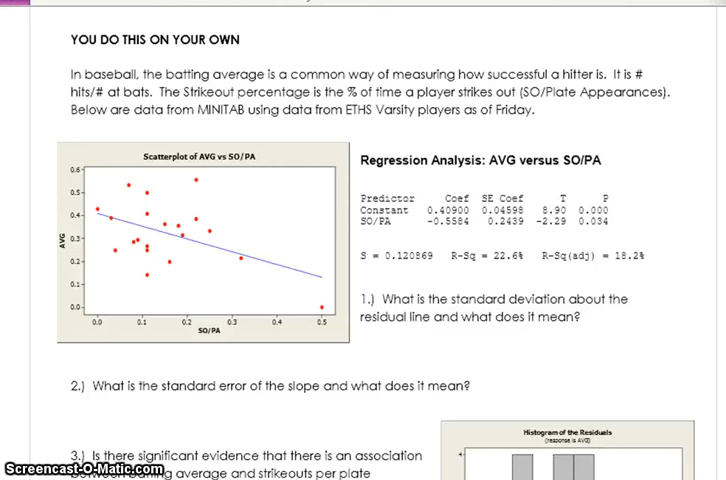 YOU DO THIS ON YOUR OWN
In baseball, the batting average is a common way of measuring how successful a hitter is. It is #
hits/# at bats. The Strikeout percentage is the % of time a player strikes out (SO/Plate Appearances).
Below are data from MINITAB using data from ETHS Varsity players as of Friday.
Scatterplot of AVG vs SO/PA
0.6
0.5
0.4
0.3
0.2
0.1
0.0
AVG
0.0 0.1 0.2 0.3 0.4 0.5
SO/PA
Regression Analysis: AVG versus SO/PA
Predictor Coef SE Coef T P
Constant 0.40900 0.04598 8.90 0.000
SO/PA -0.5584 0.2439 -2.29 0.034
S = 0.120869 R-Sq = 22.6% R-Sq(adj) = 18.2%
1.) What is the standard deviation about the
residual line and what does it mean?
2.) What is the standard error of the slope and what does it mean?
3.) Is there significant evidence that there is an association
between batting average and strikeouts per plate
Histogram of the Residuals
(response is AVG)
4
Screencast-O-Matic.com